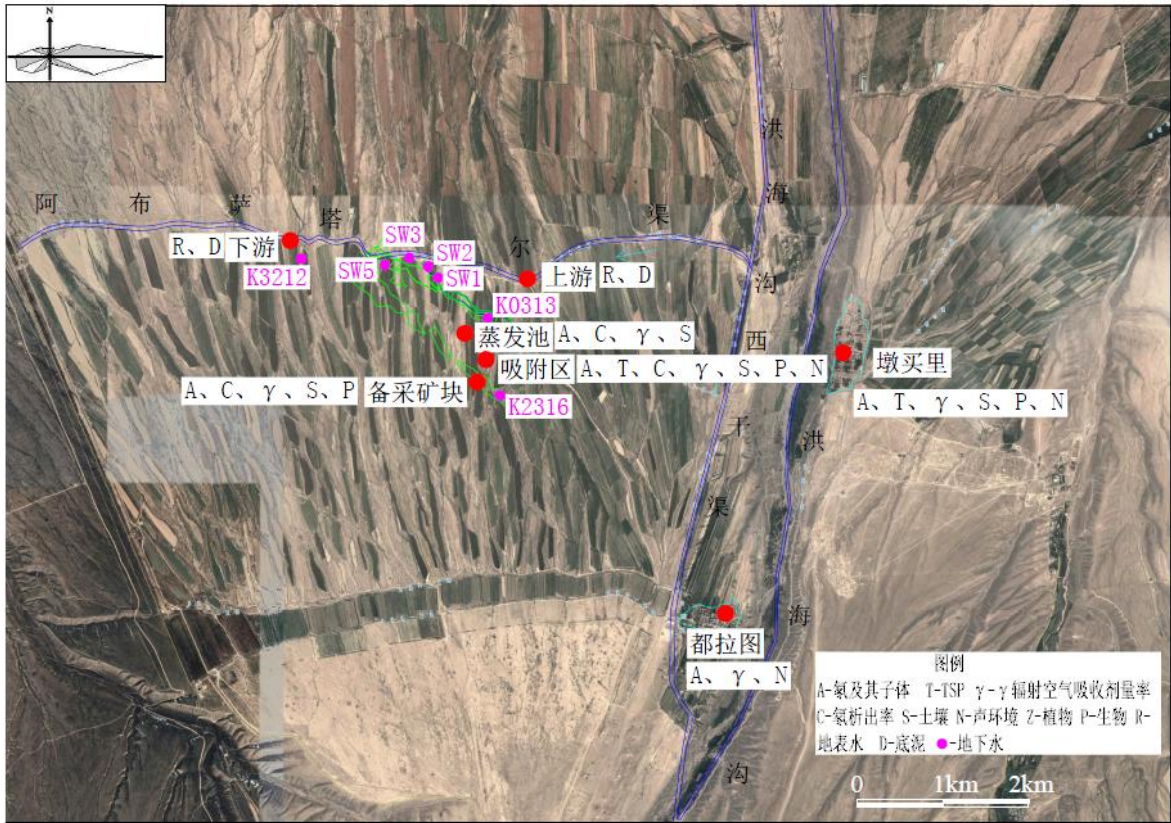 N
阿布萨塔尔渠
洪海沟
西干渠
洪海沟
R、D
下游
K3212
SW3
SW2
SW5
SW1
上游
R、D
K0313
蒸发池
A、C、γ、S
吸附区
A、T、C、γ、S、P、N
墩买里
A、T、γ、S、P、N
A、C、γ、S、P
备采矿块
K2316
都拉图
A、γ、N
图例
A-氡及其子体 T-TSP γ-γ辐射空气吸收剂量率
C-氡析出率 S-土壤 N-声环境 Z-植物 P-生物 R-
地表水 D-底泥 ●-地下水
0 1km 2km